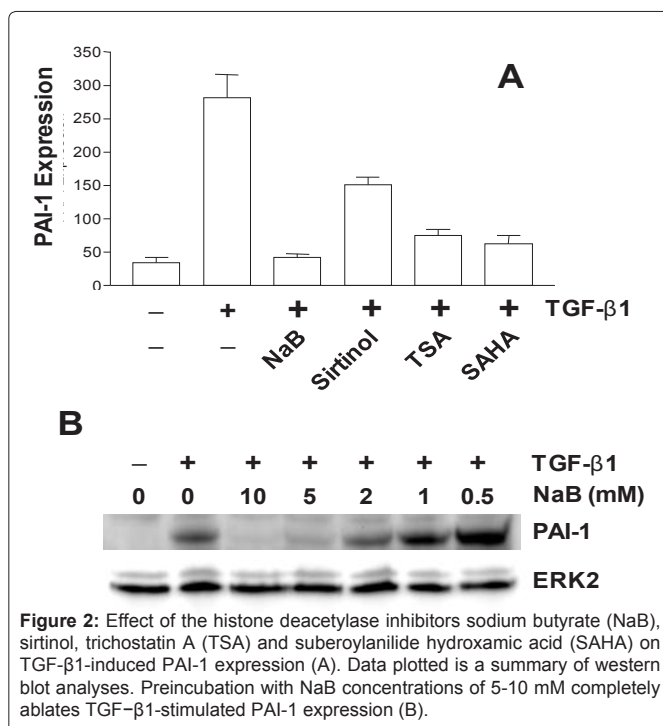 350
300
250
200
150
100
50
0
PAI-1 Expression
A
– + + + + + TGF-β1
– – NaB Sirtinol TSA SAHA
B
– + + + + + + TGF-β1
0 0 10 5 2 1 0.5 NaB (mM)
PAI-1
ERK2
Figure 2: Effect of the histone deacetylase inhibitors sodium butyrate (NaB),
sirtinol, trichostatin A (TSA) and suberoylanilide hydroxamic acid (SAHA) on
TGF-β1-induced PAI-1 expression (A). Data plotted is a summary of western
blot analyses. Preincubation with NaB concentrations of 5-10 mM completely
ablates TGF−β1-stimulated PAI-1 expression (B).